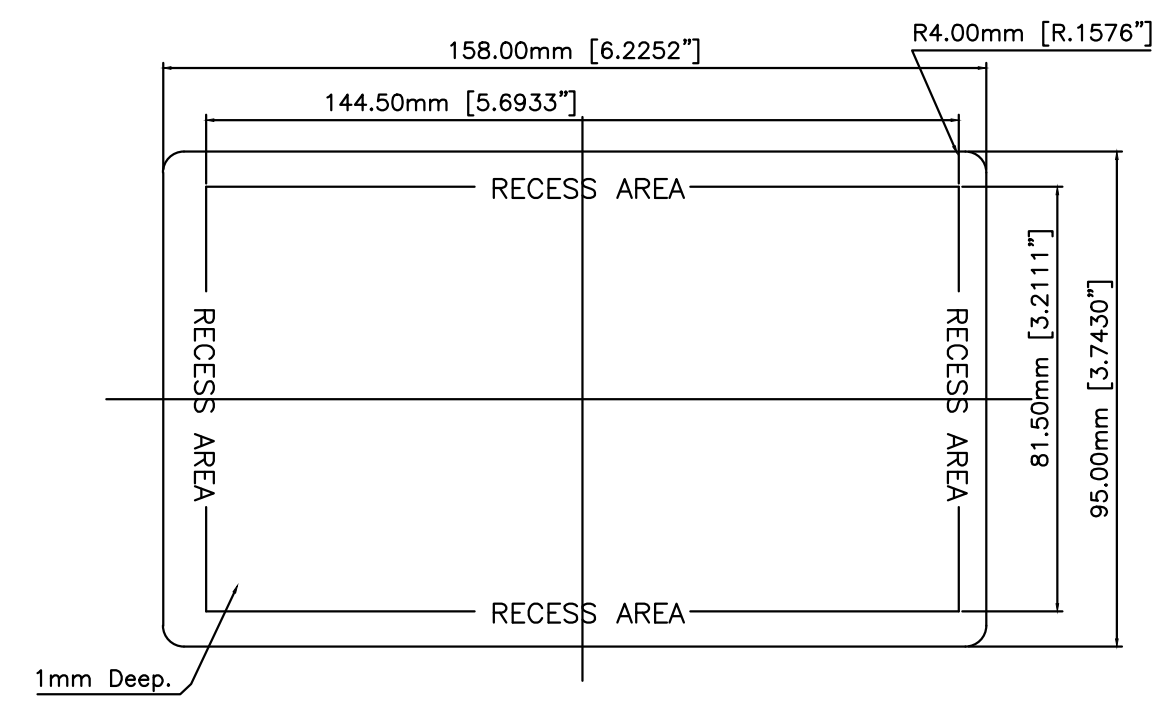 R4.00mm [R.1576”]
158.00mm [6.2252”]
144.50mm [5.6933”]
RECESS AREA
RECESS AREA
RECESS AREA
81.50mm [3.2111”]
95.00mm [3.7430”]
RECESS AREA
1mm Deep.